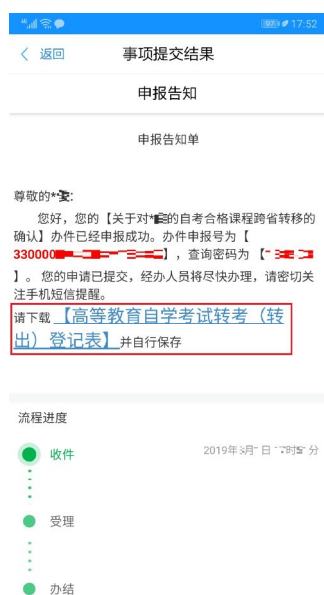 17:52
返回
事项提交结果
申报告知
申报告知单
尊敬的*
您好，您的【关于对*的自考合格课程跨省转移的
确认】办件已经申报成功。办件申报号为【
330000】，查询密码为【
】。您的申请已提交，经办人员将尽快办理，请密切关
注手机短信提醒。
请下载【高等教育自学考试转考（转
出）登记表】并自行保存
流程进度
收件
2019年 月 日 时 分
受理
办结